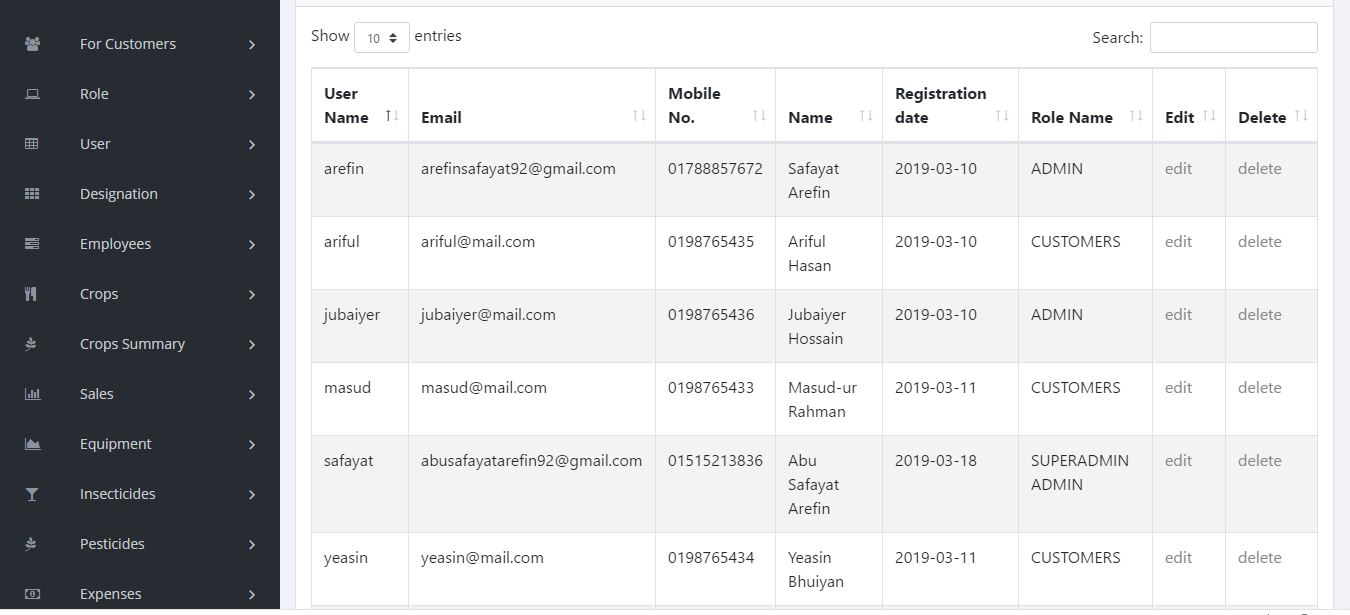 For Customers
Role
User
Designation
Employees
Crops
Crops Summary
Sales
Equipment
Insecticides
Pesticides
Expenses
Show 10 entries
Search:
User Name Email Mobile No. Name Registration date Role Name Edit Delete
arefin arefinsafayat92@gmail.com 01788857672 Safayat Arefin 2019-03-10 ADMIN edit delete
ariful ariful@mail.com 0198765435 Ariful Hasan 2019-03-10 CUSTOMERS edit delete
jubaiyer jubaiyer@mail.com 0198765436 Jubaiyer Hossain 2019-03-10 ADMIN edit delete
masud masud@mail.com 0198765433 Masud-ur Rahman 2019-03-11 CUSTOMERS edit delete
safayat abusafayatarefin92@gmail.com 01515213836 Abu Safayat Arefin 2019-03-18 SUPERADMIN ADMIN edit delete
yeasin yeasin@mail.com 0198765434 Yeasin Bhuiyan 2019-03-11 CUSTOMERS edit delete